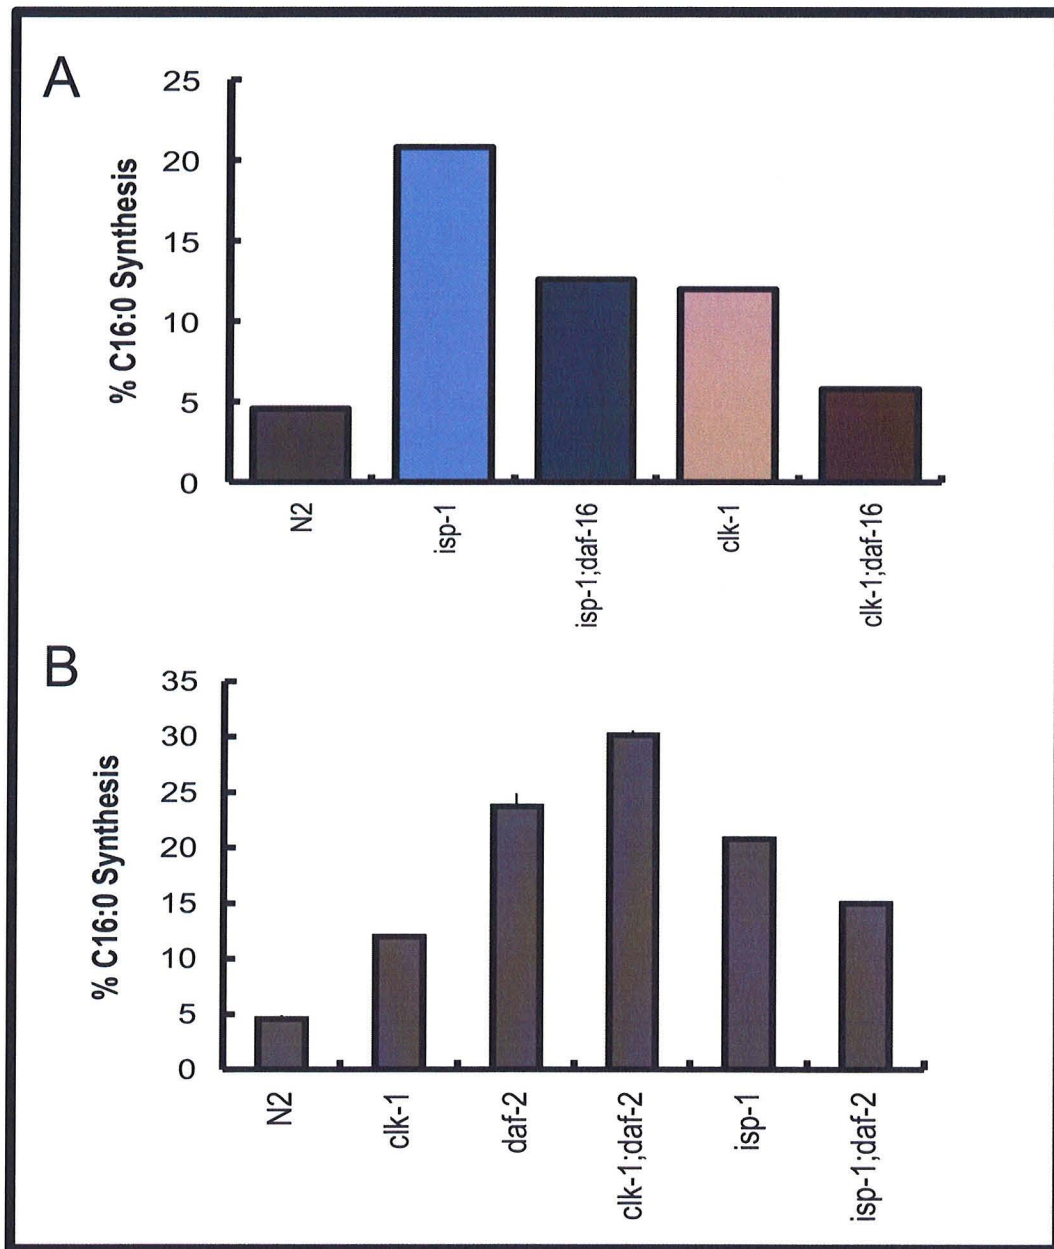 A
% C16:0 Synthesis
25
20
15
10
5
0
N2
isp-1
isp-1;daf-16
clk-1
clk-1;daf-16
B
% C16:0 Synthesis
35
30
25
20
15
10
5
0
N2
clk-1
daf-2
clk-1;daf-2
isp-1
isp-1;daf-2